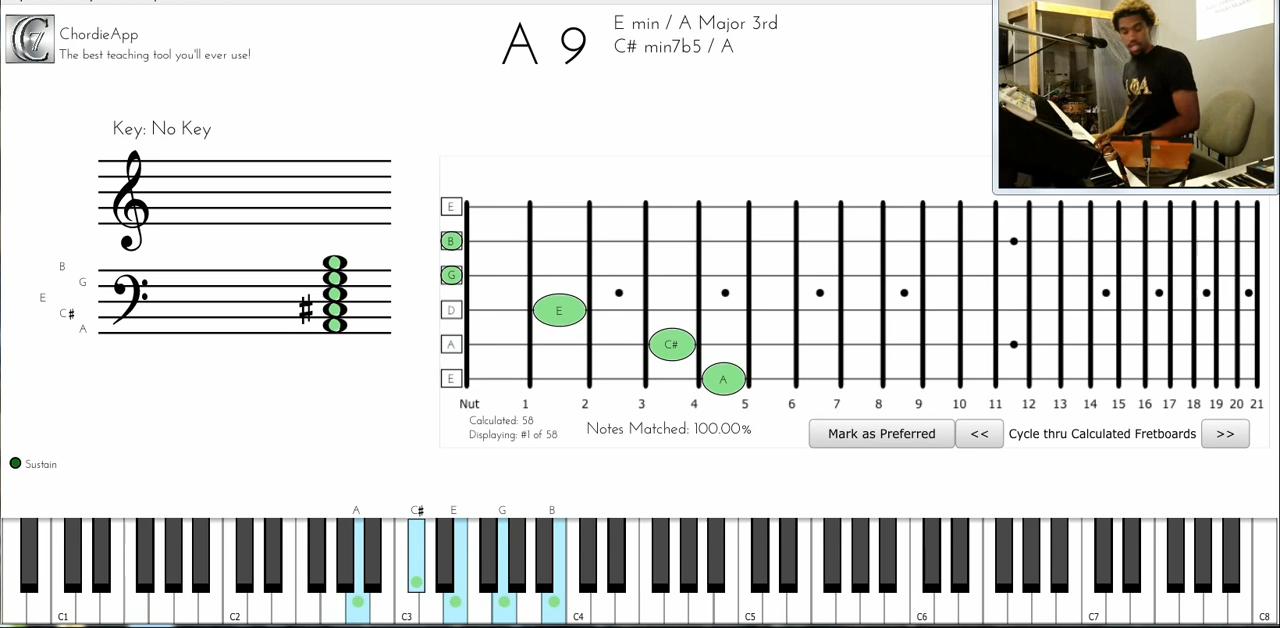 ChordieApp
The best teaching tool you'll ever use!
A 9
E min / A Major 3rd
C# min7b5 / A
Key: No Key
B
G
E
C#
A
E
B
G
D
A
E
E
C#
A
Nut 1 2 3 4 5 6 7 8 9 10 11 12 13 14 15 16 17 18 19 20 21
Calculated: 58
Displaying: #1 of 58
Notes Matched: 100.00%
Mark as Preferred
<<
Cycle thru Calculated Fretboards
>>
Sustain
A C# E G B
C1 C2 C3 C4 C5 C6 C7 C8